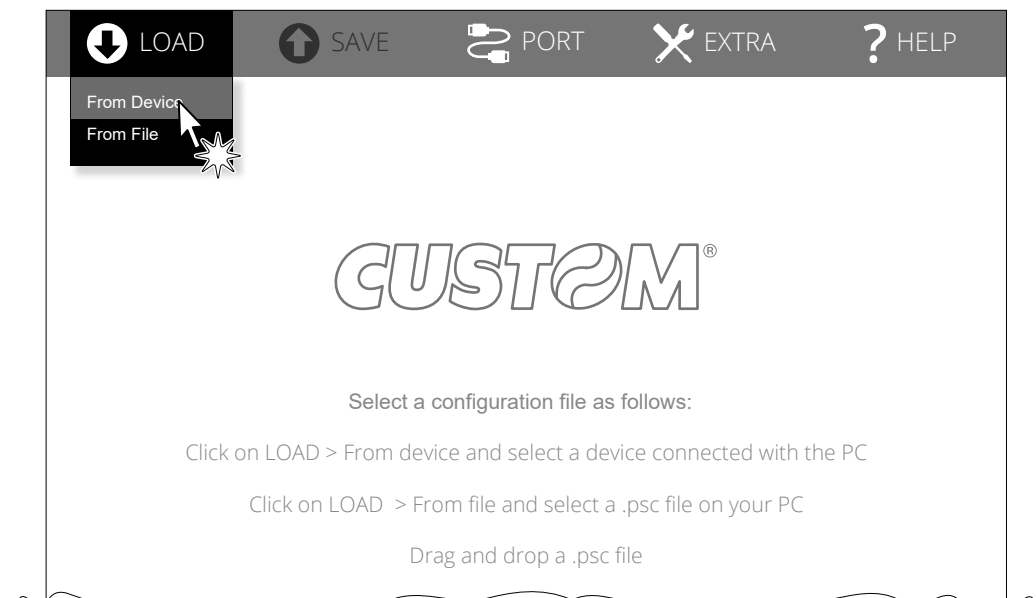 LOAD SAVE PORT EXTRA ? HELP
From Device
From File
CUSTOM®
Select a configuration file as follows:
Click on LOAD > From device and select a device connected with the PC
Click on LOAD > From file and select a .psc file on your PC
Drag and drop a .psc file